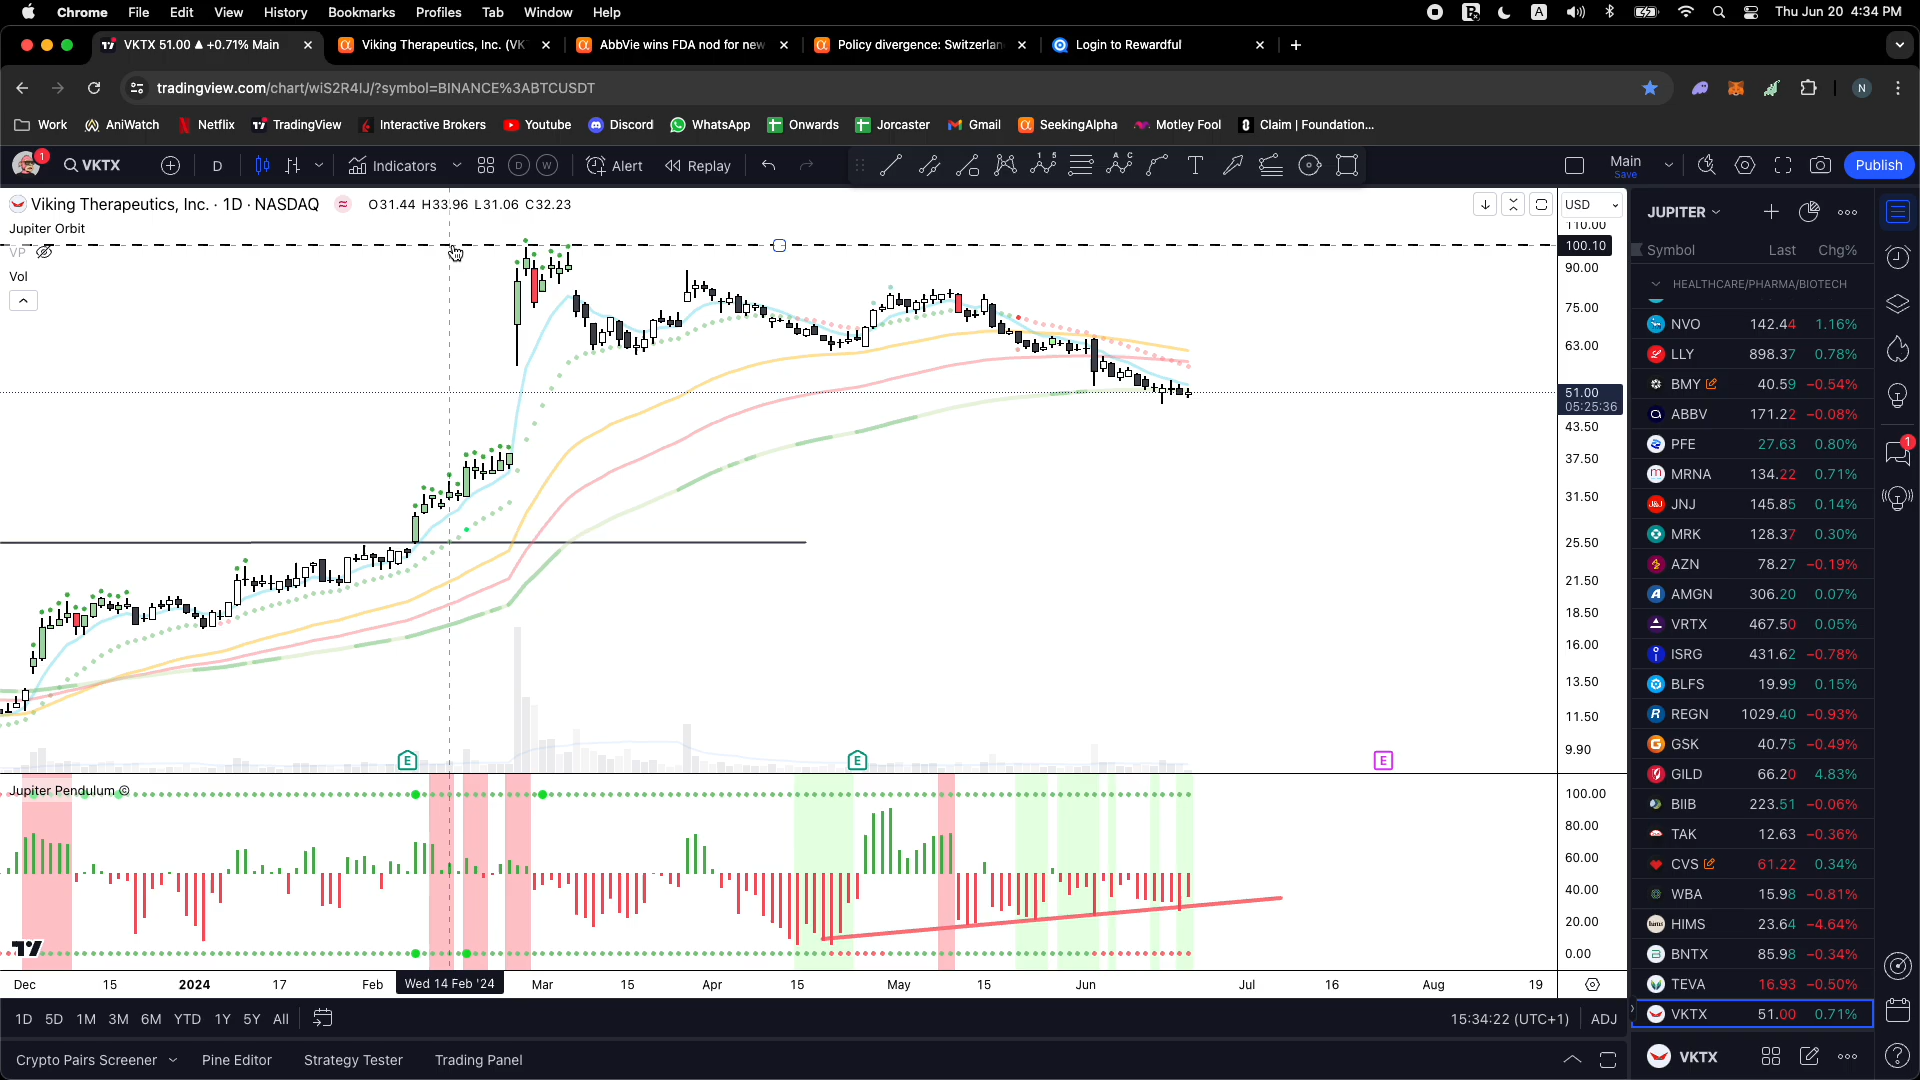 Chrome File Edit View History Bookmarks Profiles Tab Window Help
A Thu Jun 20 4:34 PM
VKTX 51.00 ▲ +0.71% Main
Viking Therapeutics, Inc. (VK
AbbVie wins FDA nod for new
Policy divergence: Switzerlan
Login to Rewardful
tradingview.com/chart/wiS2R4IJ/?symbol=BINANCE%3ABTCUSDT
N
Work AniWatch Netflix TradingView Interactive Brokers Youtube Discord WhatsApp Onwards Jorcaster Gmail SeekingAlpha Motley Fool Claim | Foundation...
1 VKTX D Indicators D W Alert Replay
Main
Save
Publish
Viking Therapeutics, Inc. · 1D · NASDAQ O31.44 H33.96 L31.06 C32.23
USD
Jupiter Orbit
VP
Vol
110.00
100.10
90.00
75.00
63.00
51.00
05:25:36
43.50
37.50
31.50
25.50
21.50
18.50
16.00
13.50
11.50
9.90
E E E
Jupiter Pendulum
100.00
80.00
60.00
40.00
20.00
0.00
Dec 15 2024 17 Feb Wed 14 Feb '24 Mar 15 Apr 15 May 15 Jun Jul 16 Aug 19
1D 5D 1M 3M 6M YTD 1Y 5Y All
15:34:22 (UTC+1) ADJ
Crypto Pairs Screener Pine Editor Strategy Tester Trading Panel
JUPITER
Symbol Last Chg%
HEALTHCARE/PHARMA/BIOTECH
NVO 142.44 1.16%
LLY 898.37 0.78%
BMY 40.59 −0.54%
ABBV 171.22 −0.08%
PFE 27.63 0.80%
MRNA 134.22 0.71%
JNJ 145.85 0.14%
MRK 128.37 0.30%
AZN 78.27 −0.19%
AMGN 306.20 0.07%
VRTX 467.50 0.05%
ISRG 431.62 −0.78%
BLFS 19.99 0.15%
REGN 1029.40 −0.93%
GSK 40.75 −0.49%
GILD 66.20 4.83%
BIIB 223.51 −0.06%
TAK 12.63 −0.36%
CVS 61.22 0.34%
WBA 15.98 −0.81%
HIMS 23.64 −4.64%
BNTX 85.98 −0.34%
TEVA 16.93 −0.50%
VKTX 51.00 0.71%
VKTX
1